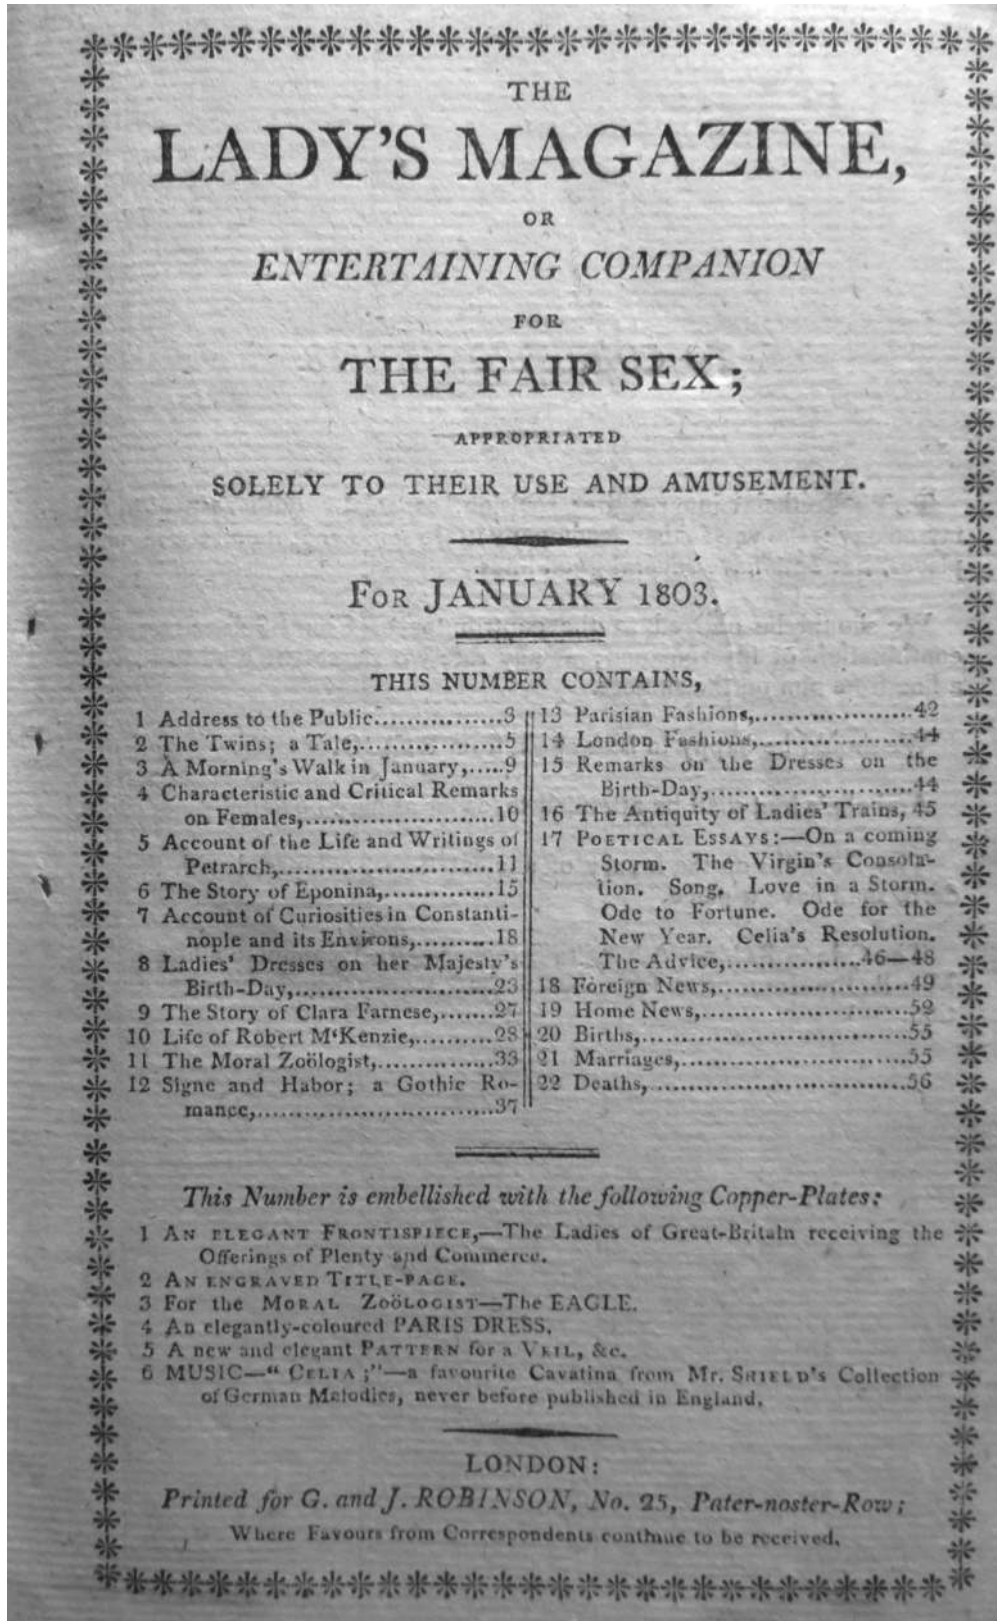 THE
LADY'S MAGAZINE,
OR
ENTERTAINING COMPANION
FOR
THE FAIR SEX;
APPROPRIATED
SOLELY TO THEIR USE AND AMUSEMENT.
FOR JANUARY 1803.
THIS NUMBER CONTAINS,
1 Address to the Public.................3
2 The Twins; a Tale,..................5
3 A Morning's Walk in January,.....9
4 Characteristic and Critical Remarks
on Females,.......................10
5 Account of the Life and Writings of
Petrarch,..........................11
6 The Story of Eponina,.............15
7 Account of Curiosities in Constanti-
nople and its Environs,..........18
8 Ladies' Dresses on her Majesty's
Birth-Day,........................23
9 The Story of Clara Farnese,.......27
10 Life of Robert M'Kenzie,..........28
11 The Moral Zoölogist,..............33
12 Signe and Habor; a Gothic Ro-
mance,.............................37
13 Parisian Fashions,...................42
14 London Fashions,..................44
15 Remarks on the Dresses on the
Birth-Day,........................44
16 The Antiquity of Ladies' Trains, 45
17 POETICAL ESSAYS:—On a coming
Storm. The Virgin's Consola-
tion. Song. Love in a Storm.
Ode to Fortune. Ode for the
New Year. Celia's Resolution.
The Advice,................46—48
18 Foreign News,.....................49
19 Home News,.......................52
20 Births,.............................55
21 Marriages,.........................55
22 Deaths,.............................56
This Number is embellished with the following Copper-Plates:
1 AN ELEGANT FRONTISPIECE,—The Ladies of Great-Britain receiving the
Offerings of Plenty and Commerce.
2 AN ENGRAVED TITLE-PAGE.
3 For the MORAL ZOÖLOGIST—The EAGLE.
4 An elegantly-coloured PARIS DRESS.
5 A new and elegant PATTERN for a VEIL, &c.
6 MUSIC—"CELIA;"—a favourite Cavatina from Mr. SHIELD's Collection
of German Melodies, never before published in England.
LONDON:
Printed for G. and J. ROBINSON, No. 25, Pater-noster-Row;
Where Favours from Correspondents continue to be received.